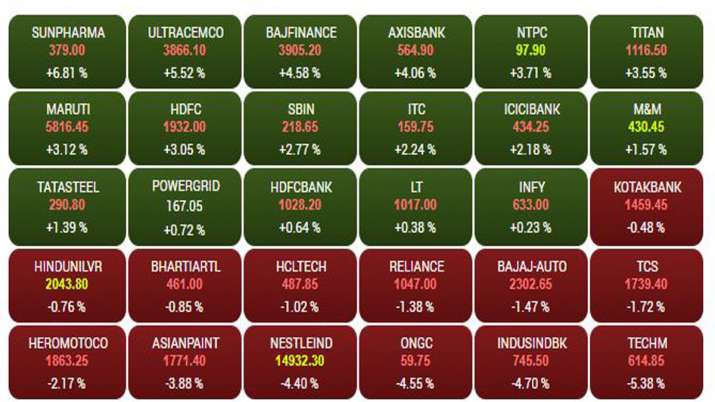 SUNPHARMA ULTRACEMCO BAJFINANCE AXISBANK NTPC TITAN
379.00 3866.10 3905.20 564.90 97.90 1116.50
+6.81 % +5.52 % +4.58 % +4.06 % +3.71 % +3.55 %
MARUTI HDFC SBIN ITC ICICIBANK M&M
5816.45 1932.00 218.65 159.75 434.25 430.45
+3.12 % +3.05 % +2.77 % +2.24 % +2.18 % +1.57 %
TATASTEEL POWERGRID HDFCBANK LT INFY KOTAKBANK
290.80 167.05 1028.20 1017.00 633.00 1459.45
+1.39 % +0.72 % +0.64 % +0.38 % +0.23 % -0.48 %
HINDUNILVR BHARTIARTL HCLTECH RELIANCE BAJAJ-AUTO TCS
2043.80 461.00 487.85 1047.00 2302.65 1739.40
-0.76 % -0.85 % -1.02 % -1.38 % -1.47 % -1.72 %
HEROMOTOCO ASIANPAINT NESTLEIND ONGC INDUSINDBK TECHM
1863.25 1771.40 14932.30 59.75 745.50 614.85
-2.17 % -3.88 % -4.40 % -4.55 % -4.70 % -5.38 %